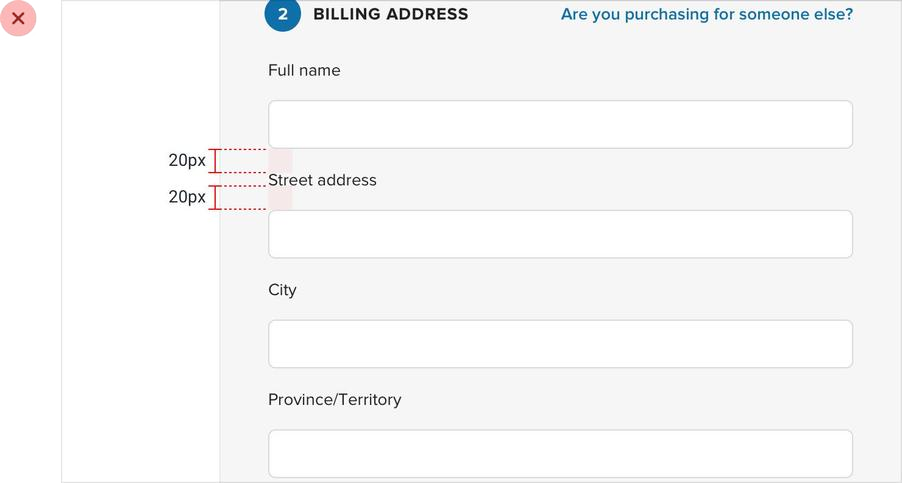 2 BILLING ADDRESS Are you purchasing for someone else?
Full name
20px
Street address
20px
City
Province/Territory